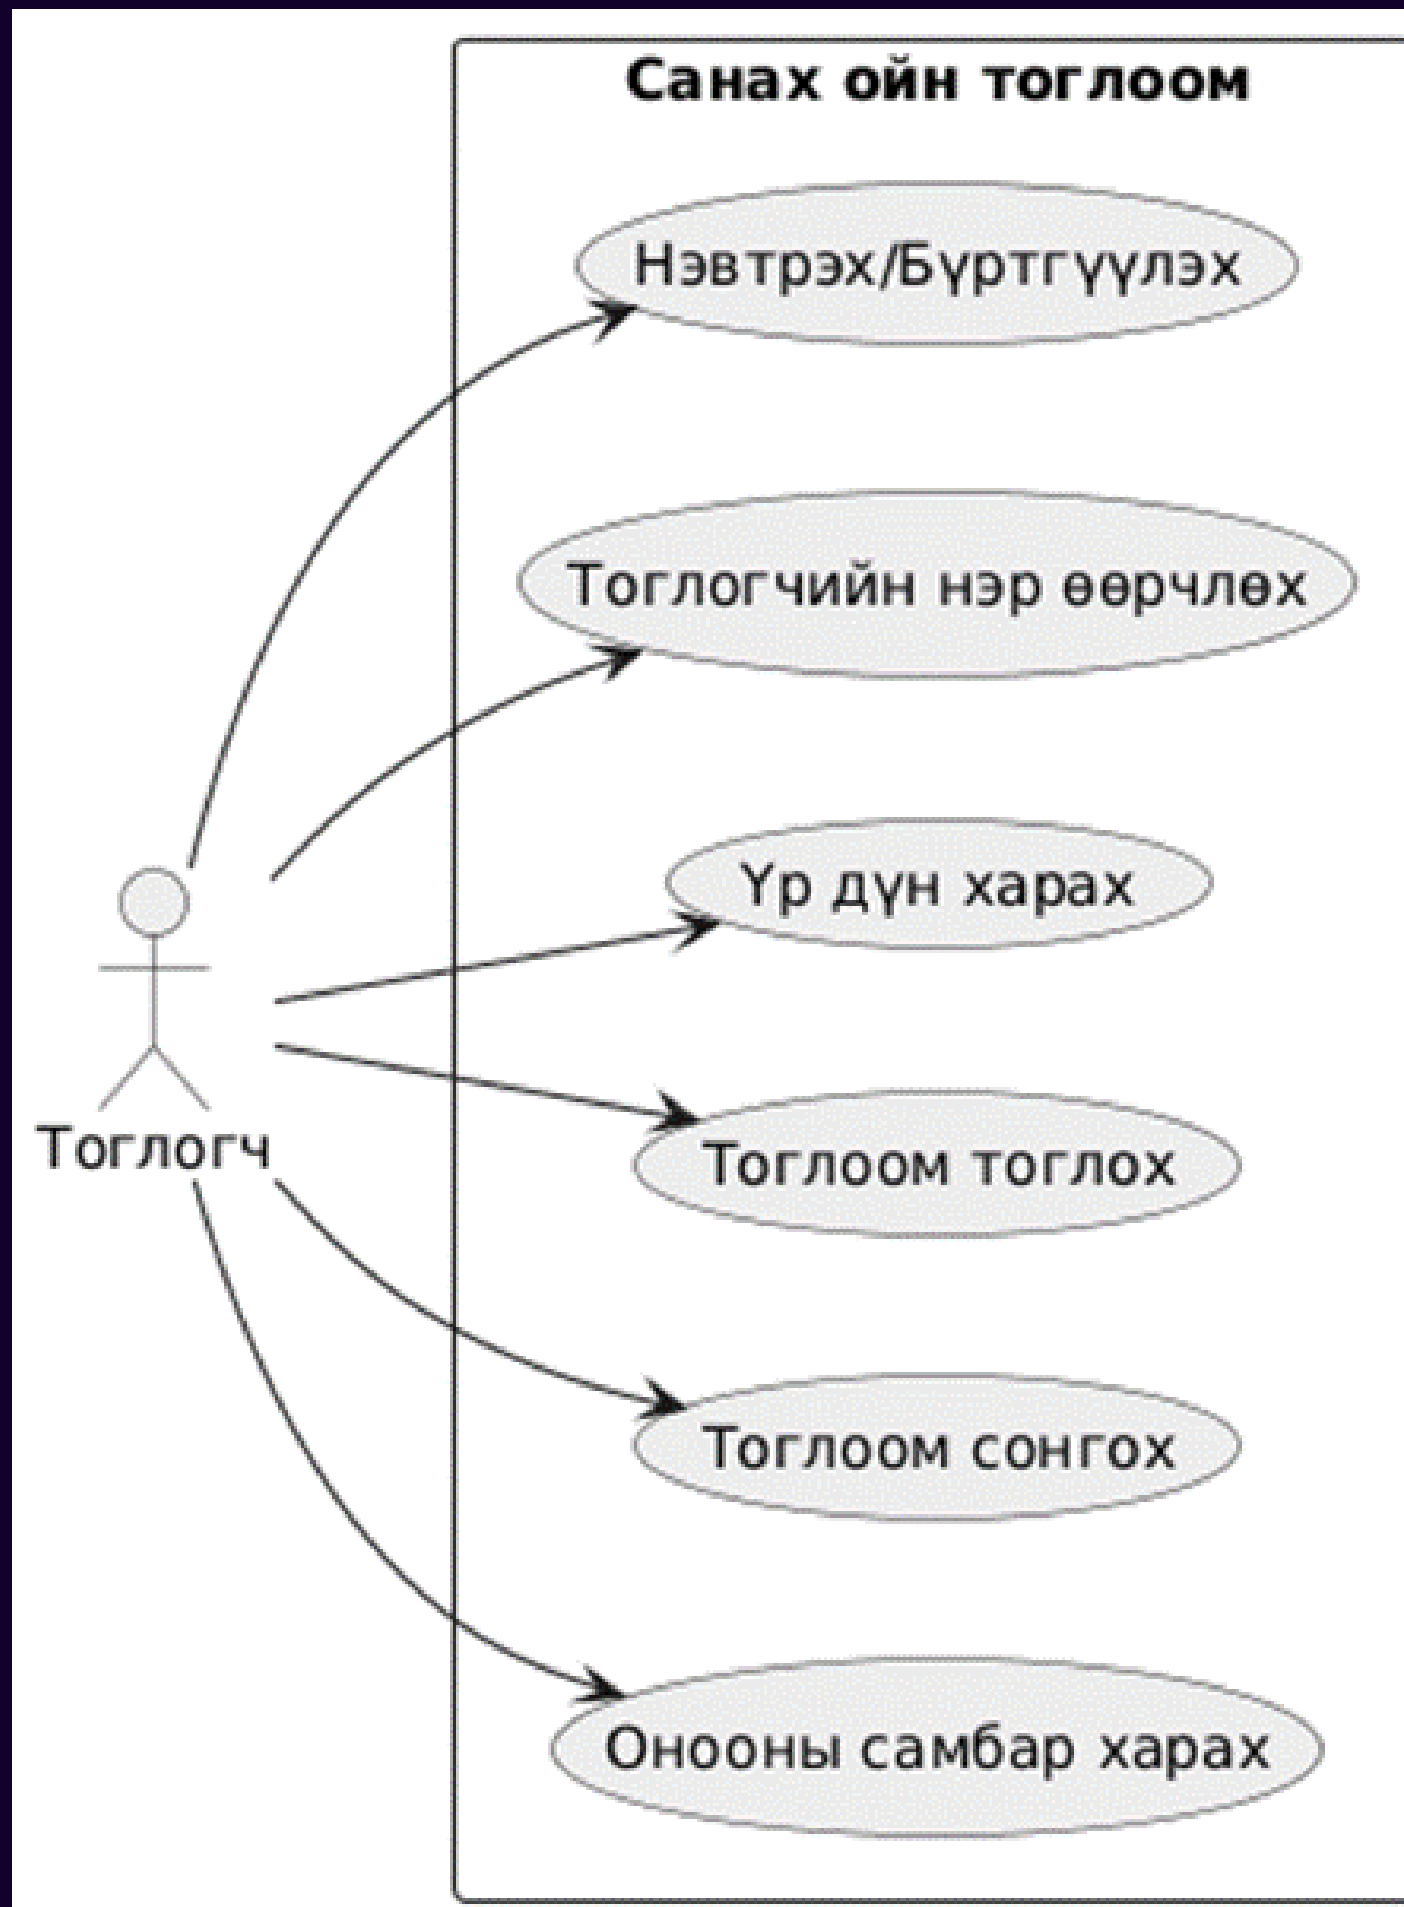 Санах ойн тоглоом
Нэвтрэх/Бүртгүүлэх
Тоглогчийн нэр өөрчлөх
Үр дүн харах
Тоглоом тоглох
Тоглогч
Тоглоом сонгох
Онооны самбар харах